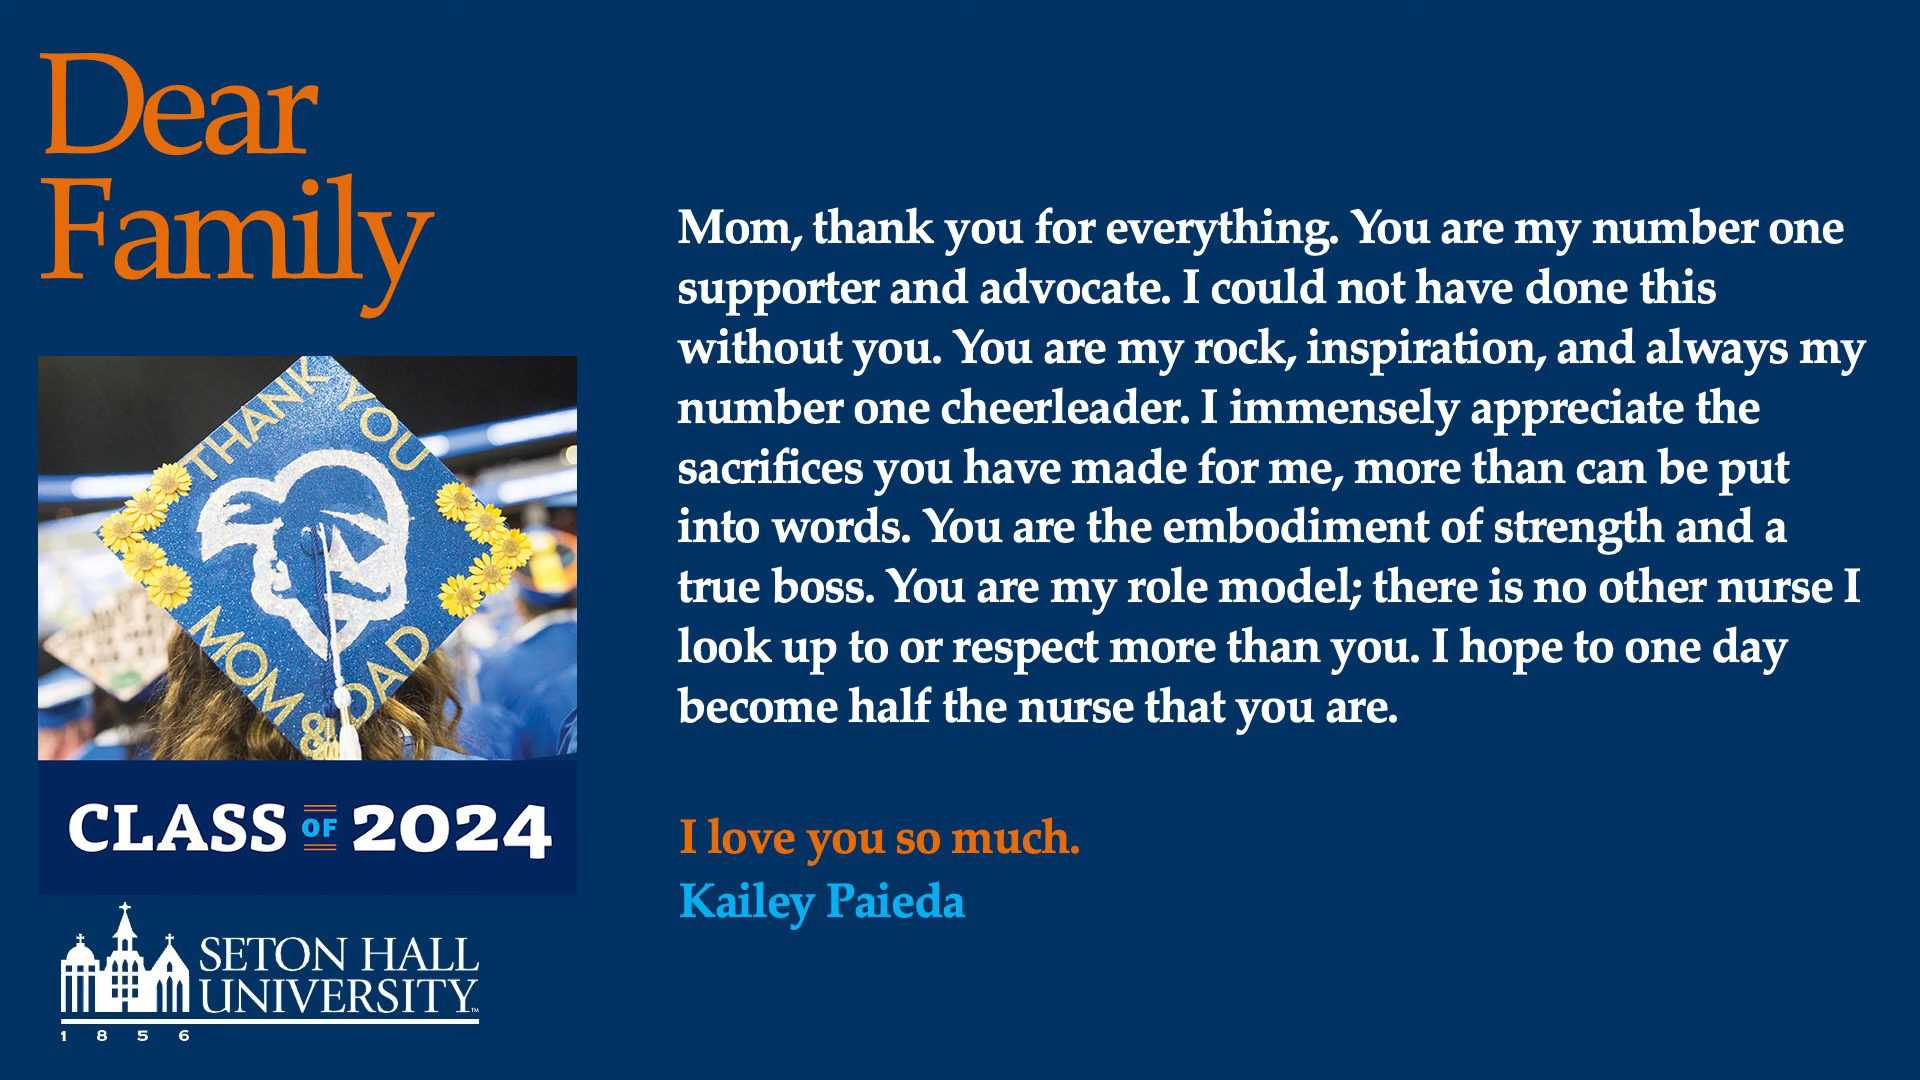 Dear
Family
THANK YOU
MOM & DAD
CLASS OF 2024
SETON HALL
UNIVERSITY™
1856
Mom, thank you for everything. You are my number one
supporter and advocate. I could not have done this
without you. You are my rock, inspiration, and always my
number one cheerleader. I immensely appreciate the
sacrifices you have made for me, more than can be put
into words. You are the embodiment of strength and a
true boss. You are my role model; there is no other nurse I
look up to or respect more than you. I hope to one day
become half the nurse that you are.
I love you so much.
Kailey Paieda